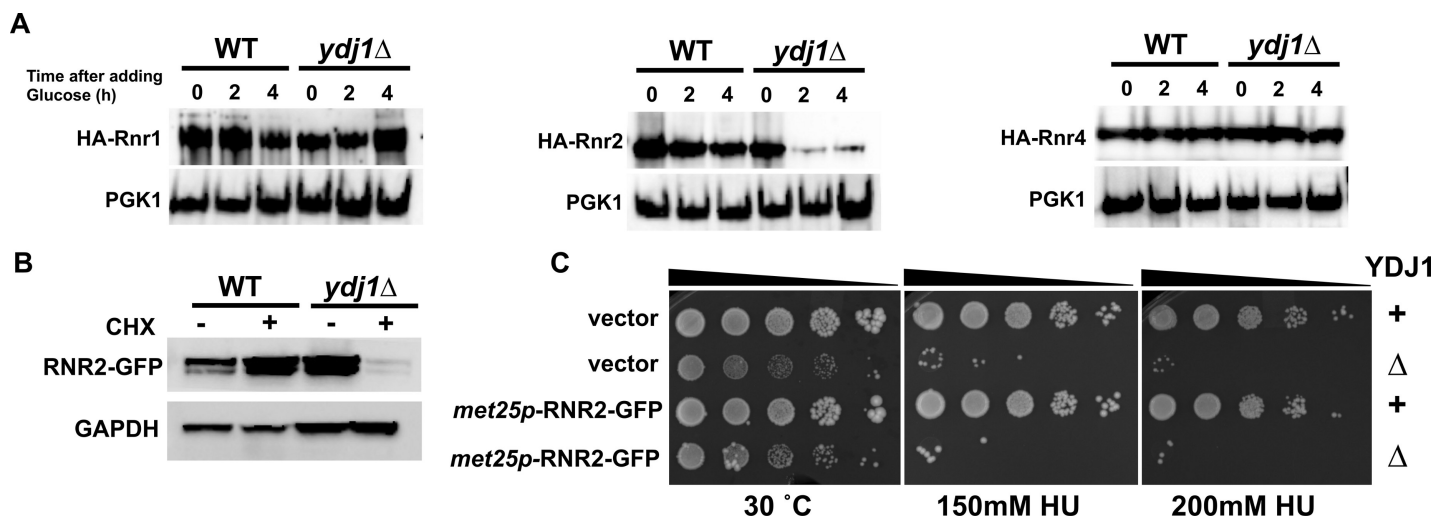 A
WT ydj1Δ
Time after adding
Glucose (h)
0 2 4 0 2 4
HA-Rnr1
PGK1
WT ydj1Δ
0 2 4 0 2 4
HA-Rnr2
PGK1
WT ydj1Δ
0 2 4 0 2 4
HA-Rnr4
PGK1
B
WT ydj1Δ
CHX - + - +
RNR2-GFP
GAPDH
C
YDJ1
vector +
vector Δ
met25p-RNR2-GFP +
met25p-RNR2-GFP Δ
30 ˚C 150mM HU 200mM HU